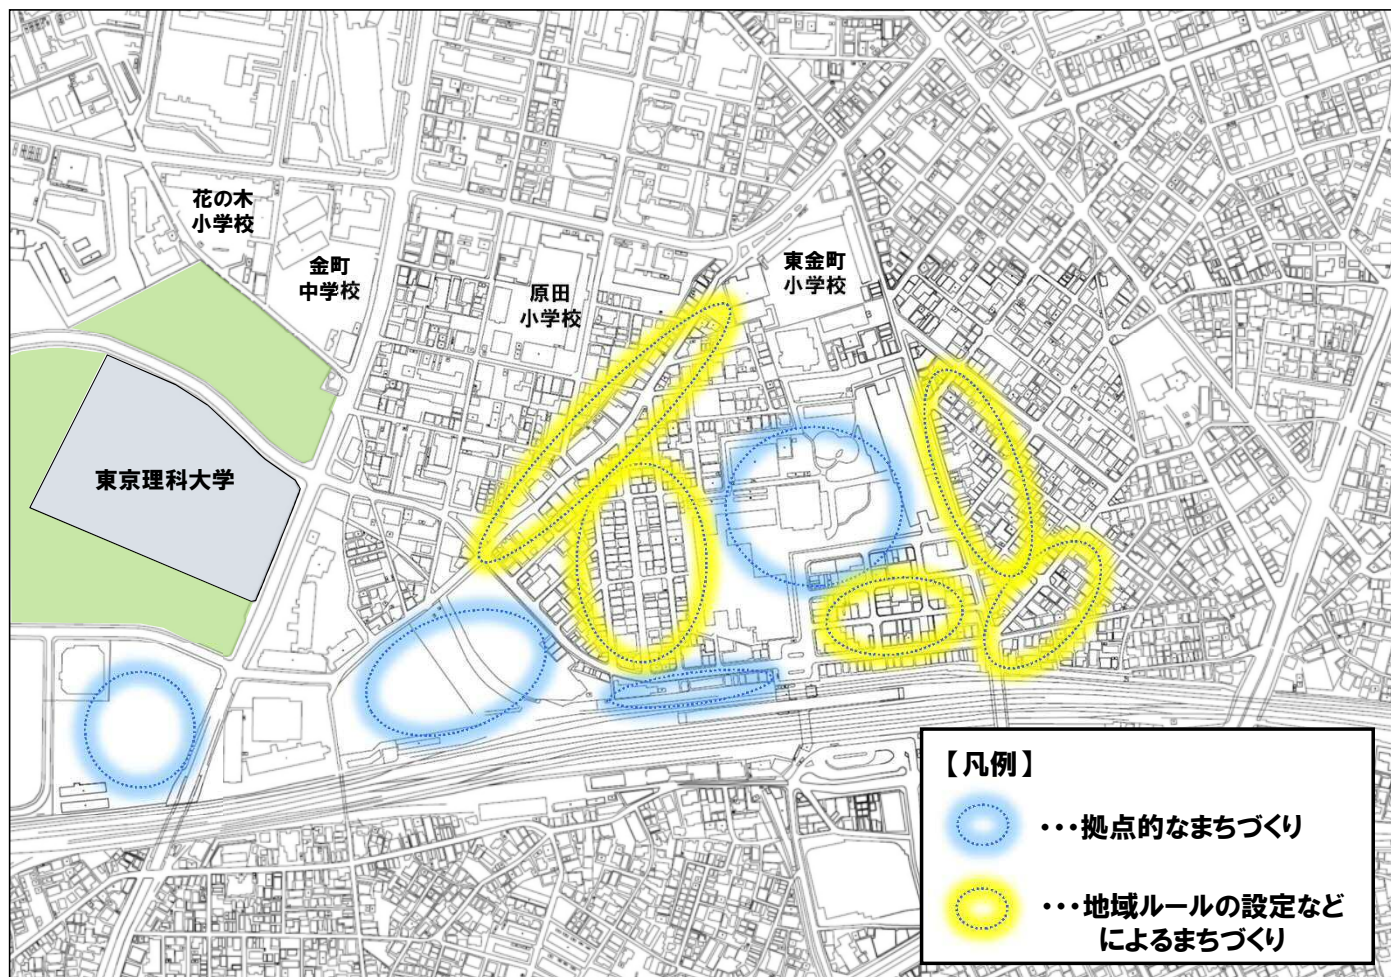 花の木
小学校
金町
中学校
原田
小学校
東金町
小学校
東京理科大学
【凡例】
・・・拠点的なまちづくり
・・・地域ルールの設定など
によるまちづくり